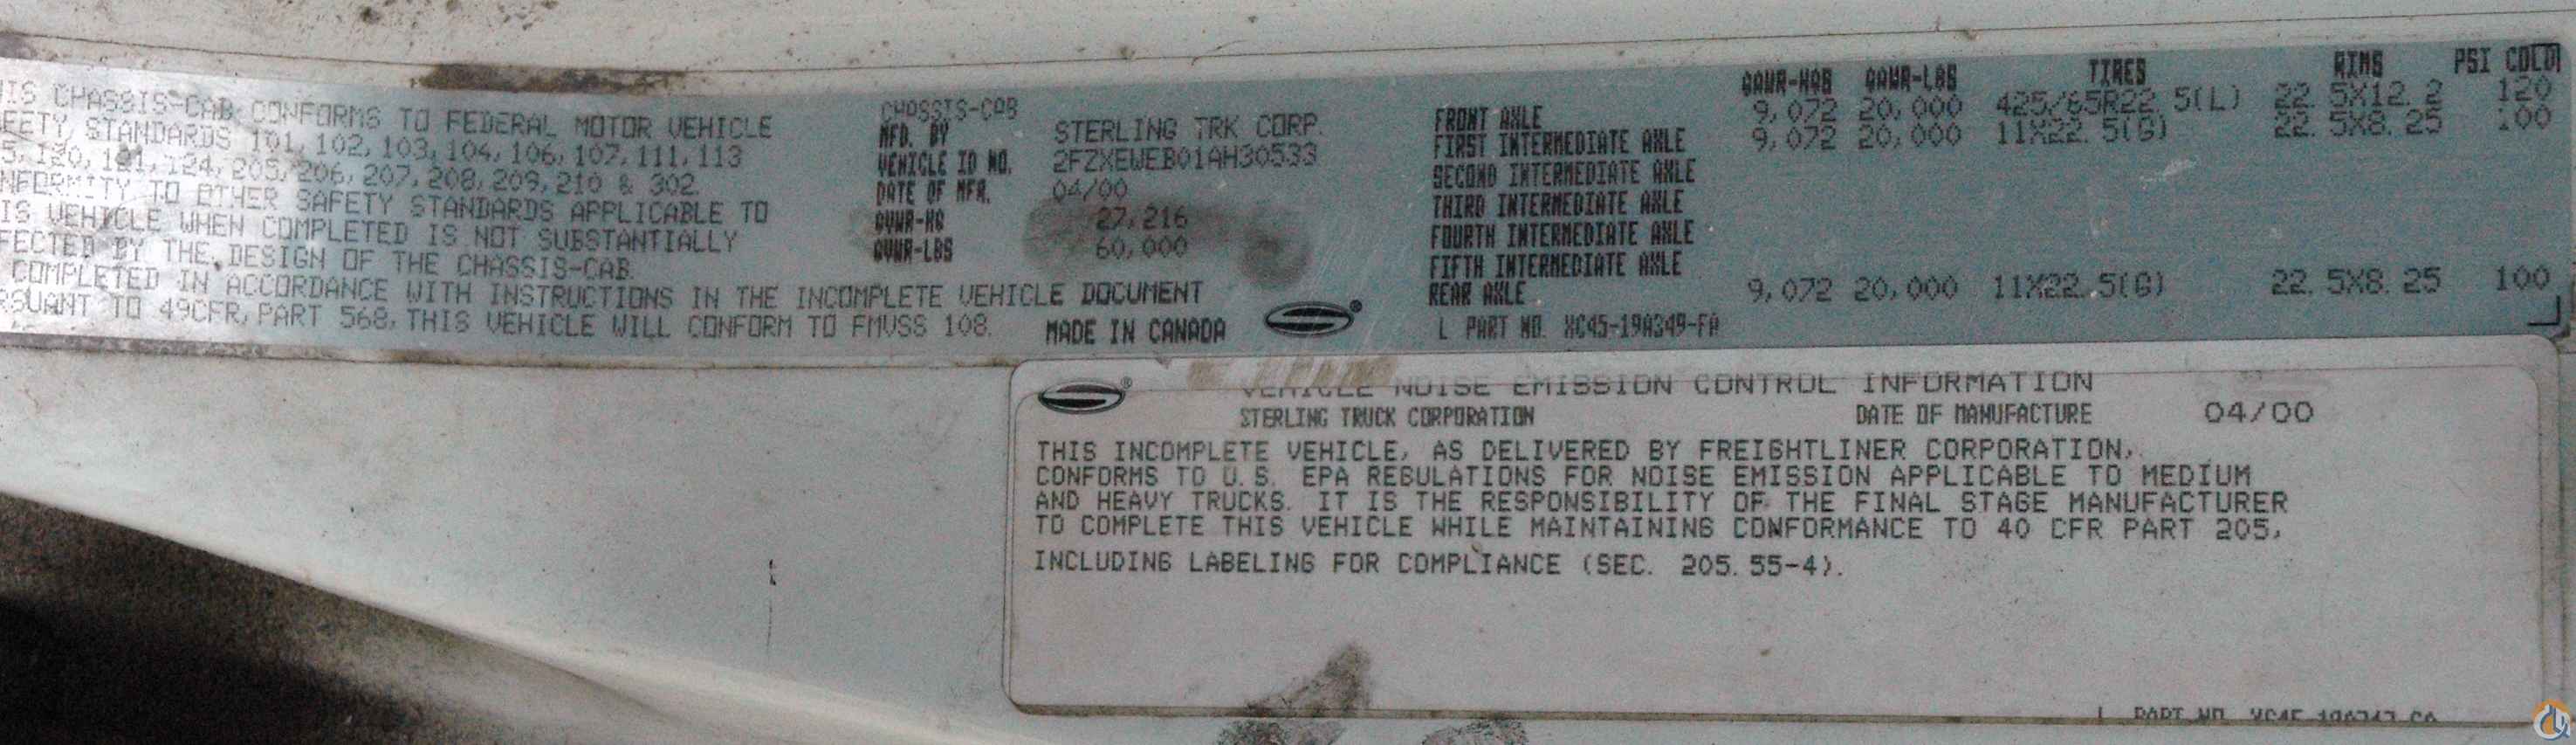 IS CHASSIS-CAB CONFORMS TO FEDERAL MOTOR VEHICLE
FETY STANDARDS 101, 102, 103, 104, 106, 107, 111, 113
5, 120, 121, 124, 205, 206, 207, 208, 209, 210 & 302.
NFORMITY TO OTHER SAFETY STANDARDS APPLICABLE TO
IS VEHICLE WHEN COMPLETED IS NOT SUBSTANTIALLY
FECTED BY THE DESIGN OF THE CHASSIS-CAB.
COMPLETED IN ACCORDANCE WITH INSTRUCTIONS IN THE INCOMPLETE VEHICLE DOCUMENT
RSUANT TO 49CFR, PART 568, THIS VEHICLE WILL CONFORM TO FMVSS 108.
CHASSIS-CAB
MFD. BY STERLING TRK CORP.
VEHICLE ID NO. 2FZXEWEB01AH30533
DATE OF MFR. 04/00
GVWR-KG 27,216
GVWR-LBS 60,000
MADE IN CANADA
GAWR-KG GAWR-LBS TIRES RIMS PSI COLD
FRONT AXLE 9,072 20,000 425/65R22.5(L) 22.5X12.2 120
FIRST INTERMEDIATE AXLE 9,072 20,000 11X22.5(G) 22.5X8.25 100
SECOND INTERMEDIATE AXLE
THIRD INTERMEDIATE AXLE
FOURTH INTERMEDIATE AXLE
FIFTH INTERMEDIATE AXLE
REAR AXLE 9,072 20,000 11X22.5(G) 22.5X8.25 100
L PART NO. XC45-19A349-FA
VEHICLE NOISE EMISSION CONTROL INFORMATION
STERLING TRUCK CORPORATION DATE OF MANUFACTURE 04/00
THIS INCOMPLETE VEHICLE, AS DELIVERED BY FREIGHTLINER CORPORATION,
CONFORMS TO U.S. EPA REGULATIONS FOR NOISE EMISSION APPLICABLE TO MEDIUM
AND HEAVY TRUCKS. IT IS THE RESPONSIBILITY OF THE FINAL STAGE MANUFACTURER
TO COMPLETE THIS VEHICLE WHILE MAINTAINING CONFORMANCE TO 40 CFR PART 205,
INCLUDING LABELING FOR COMPLIANCE (SEC. 205.55-4).
L PART NO.